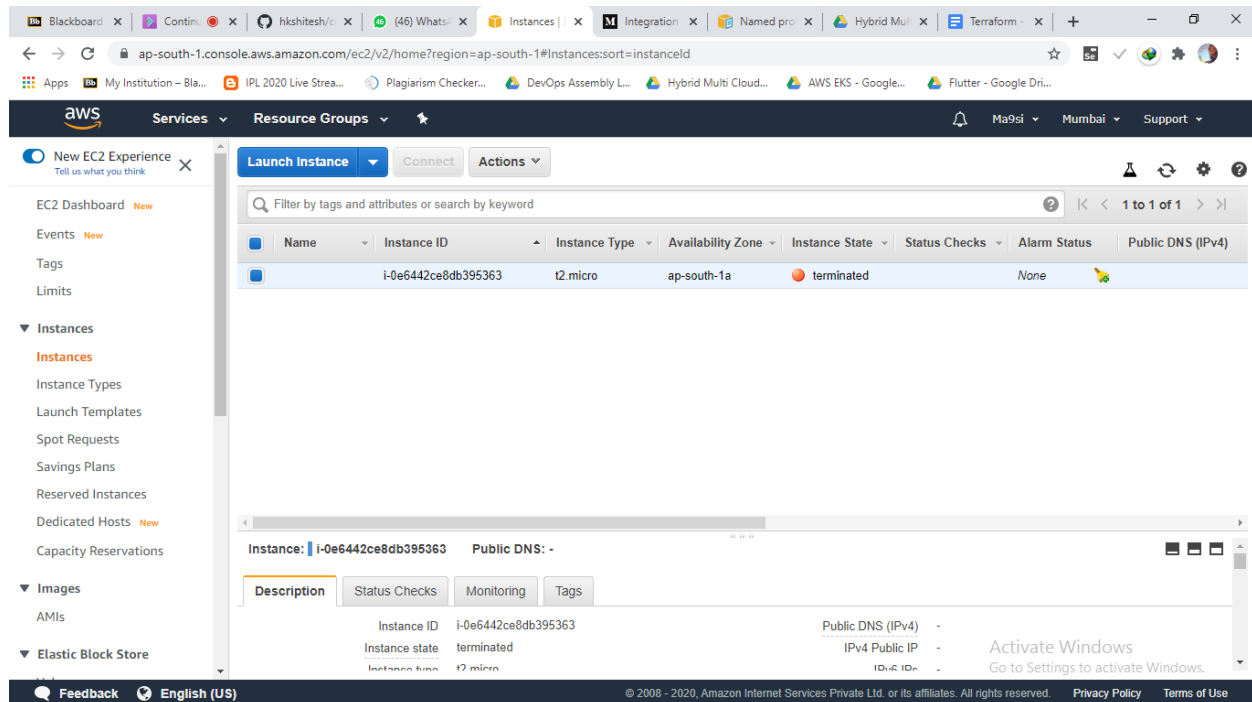 Blackboard
Continu
hkshitesh/c
(46) WhatsA
Instances | E
Integration
Named pro
Hybrid Mul
Terraform -
ap-south-1.console.aws.amazon.com/ec2/v2/home?region=ap-south-1#Instances:sort=instanceId
Apps
My Institution – Bla...
IPL 2020 Live Strea...
Plagiarism Checker...
DevOps Assembly L...
Hybrid Multi Cloud...
AWS EKS - Google...
Flutter - Google Dri...
aws
Services
Resource Groups
Ma9si
Mumbai
Support
New EC2 Experience
Tell us what you think
EC2 Dashboard New
Events New
Tags
Limits
Instances
Instances
Instance Types
Launch Templates
Spot Requests
Savings Plans
Reserved Instances
Dedicated Hosts New
Capacity Reservations
Images
AMIs
Elastic Block Store
Launch Instance
Connect
Actions
Filter by tags and attributes or search by keyword
1 to 1 of 1
Name Instance ID Instance Type Availability Zone Instance State Status Checks Alarm Status Public DNS (IPv4)
i-0e6442ce8db395363 t2.micro ap-south-1a terminated None
Instance: i-0e6442ce8db395363 Public DNS: -
Description Status Checks Monitoring Tags
Instance ID i-0e6442ce8db395363 Public DNS (IPv4) -
Instance state terminated IPv4 Public IP -
Instance type t2.micro IPv6 IPs -
Activate Windows
Go to Settings to activate Windows.
Feedback
English (US)
© 2008 - 2020, Amazon Internet Services Private Ltd. or its affiliates. All rights reserved. Privacy Policy Terms of Use